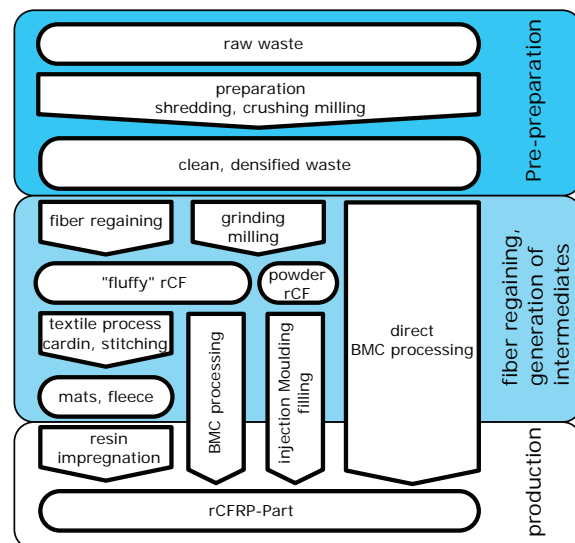 raw waste
preparation
shredding, crushing milling
clean, densified waste
Pre-preparation
fiber regaining
grinding
milling
"fluffy" rCF
powder
rCF
textile process
cardin, stitching
mats, fleece
BMC processing
injection Moulding
filling
direct
BMC processing
fiber regaining,
generation of
intermediates
resin
impregnation
rCFRP-Part
production